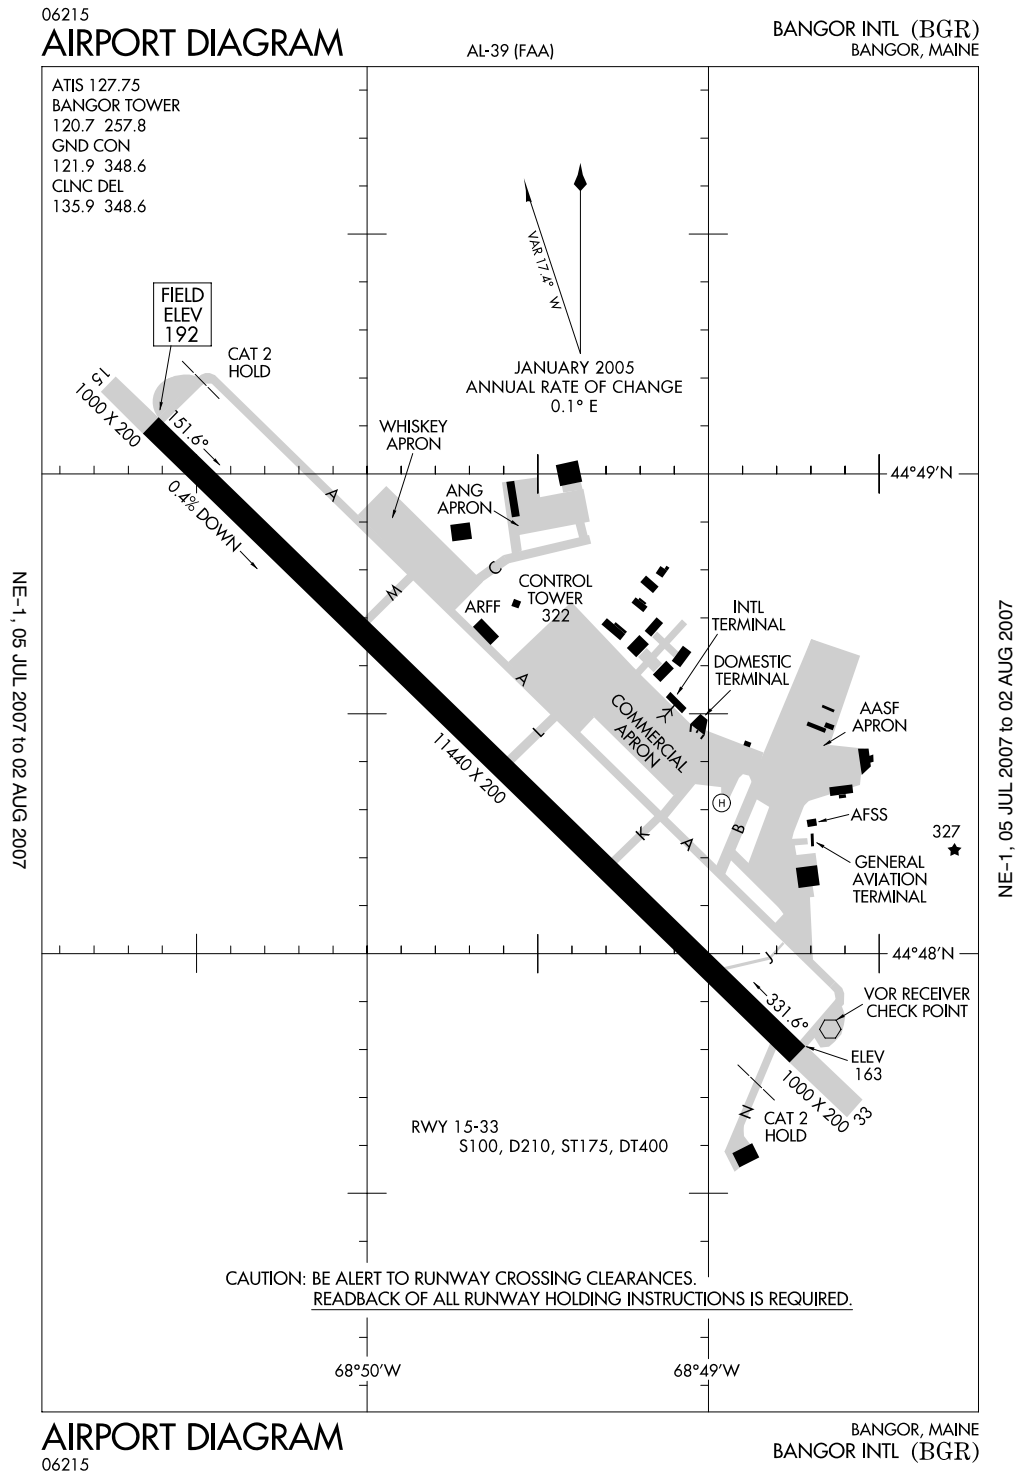 06215
AIRPORT DIAGRAM
AL-39 (FAA)
BANGOR INTL (BGR)
BANGOR, MAINE
ATIS 127.75
BANGOR TOWER
120.7 257.8
GND CON
121.9 348.6
CLNC DEL
135.9 348.6
VAR 17.4° W
JANUARY 2005
ANNUAL RATE OF CHANGE
0.1° E
FIELD
ELEV
192
CAT 2
HOLD
15
1000 X 200
151.6°
0.4% DOWN
WHISKEY
APRON
A
ANG
APRON
44°49'N
C
M
CONTROL
TOWER
322
ARFF
INTL
TERMINAL
DOMESTIC
TERMINAL
A
L
COMMERCIAL
APRON
AASF
APRON
11440 X 200
H
K
A
B
AFSS
327
GENERAL
AVIATION
TERMINAL
J
44°48'N
331.6°
VOR RECEIVER
CHECK POINT
ELEV
163
1000 X 200
33
N
CAT 2
HOLD
RWY 15-33
S100, D210, ST175, DT400
CAUTION: BE ALERT TO RUNWAY CROSSING CLEARANCES.
READBACK OF ALL RUNWAY HOLDING INSTRUCTIONS IS REQUIRED.
68°50'W
68°49'W
NE-1, 05 JUL 2007 to 02 AUG 2007
NE-1, 05 JUL 2007 to 02 AUG 2007
AIRPORT DIAGRAM
06215
BANGOR, MAINE
BANGOR INTL (BGR)